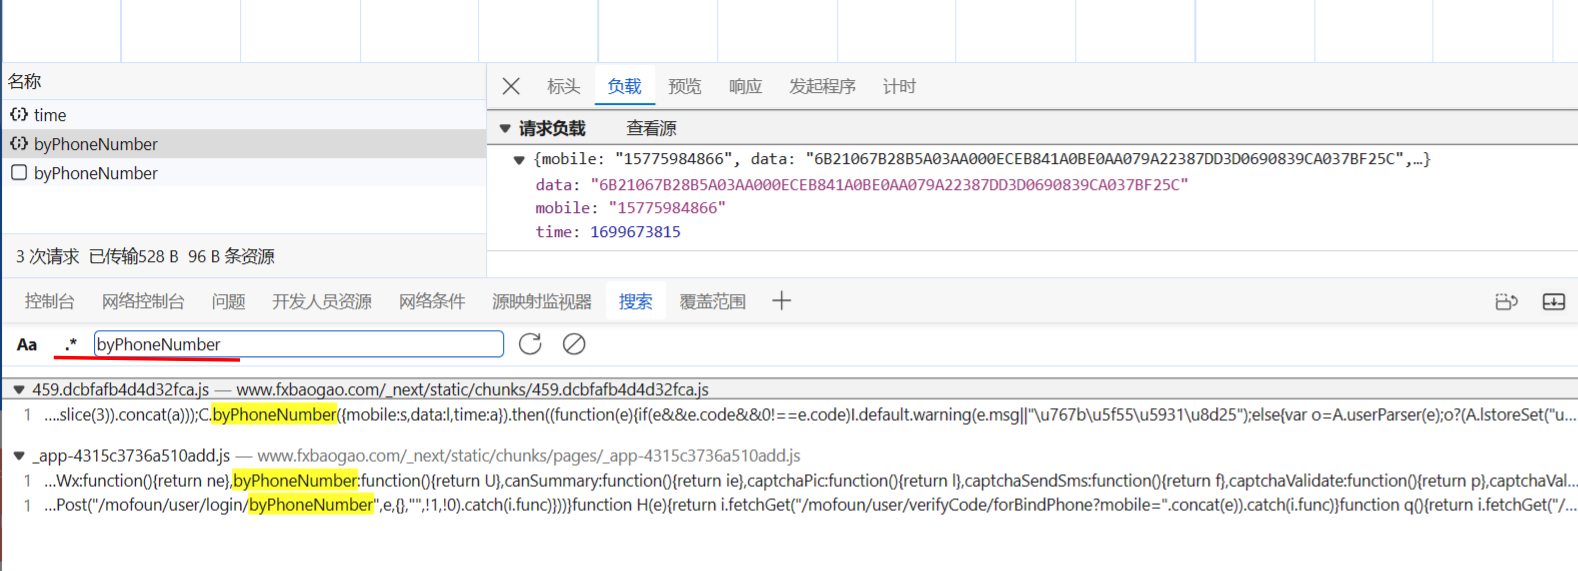 名称
time
byPhoneNumber
byPhoneNumber
3 次请求 已传输528 B 96 B 条资源
标头 负载 预览 响应 发起程序 计时
请求负载 查看源
{mobile: "15775984866", data: "6B21067B28B5A03AA000ECEB841A0BE0AA079A22387DD3D0690839CA037BF25C",…}
data: "6B21067B28B5A03AA000ECEB841A0BE0AA079A22387DD3D0690839CA037BF25C"
mobile: "15775984866"
time: 1699673815
控制台 网络控制台 问题 开发人员资源 网络条件 源映射监视器 搜索 覆盖范围
Aa .* byPhoneNumber
459.dcbfafb4d4d32fca.js — www.fxbaogao.com/_next/static/chunks/459.dcbfafb4d4d32fca.js
1 ….slice(3)).concat(a)));C.byPhoneNumber({mobile:s,data:l,time:a}).then((function(e){if(e&&e.code&&0!==e.code)I.default.warning(e.msg||"\u767b\u5f55\u5931\u8d25");else{var o=A.userParser(e);o?(A.lstoreSet("u…
_app-4315c3736a510add.js — www.fxbaogao.com/_next/static/chunks/pages/_app-4315c3736a510add.js
1 …Wx:function(){return ne},byPhoneNumber:function(){return U},canSummary:function(){return ie},captchaPic:function(){return l},captchaSendSms:function(){return f},captchaValidate:function(){return p},captchaVal…
1 …Post("/mofoun/user/login/byPhoneNumber",e,{},"",!1,!0).catch(i.func)}))}function H(e){return i.fetchGet("/mofoun/user/verifyCode/forBindPhone?mobile=".concat(e)).catch(i.func)}function q(){return i.fetchGet("/…